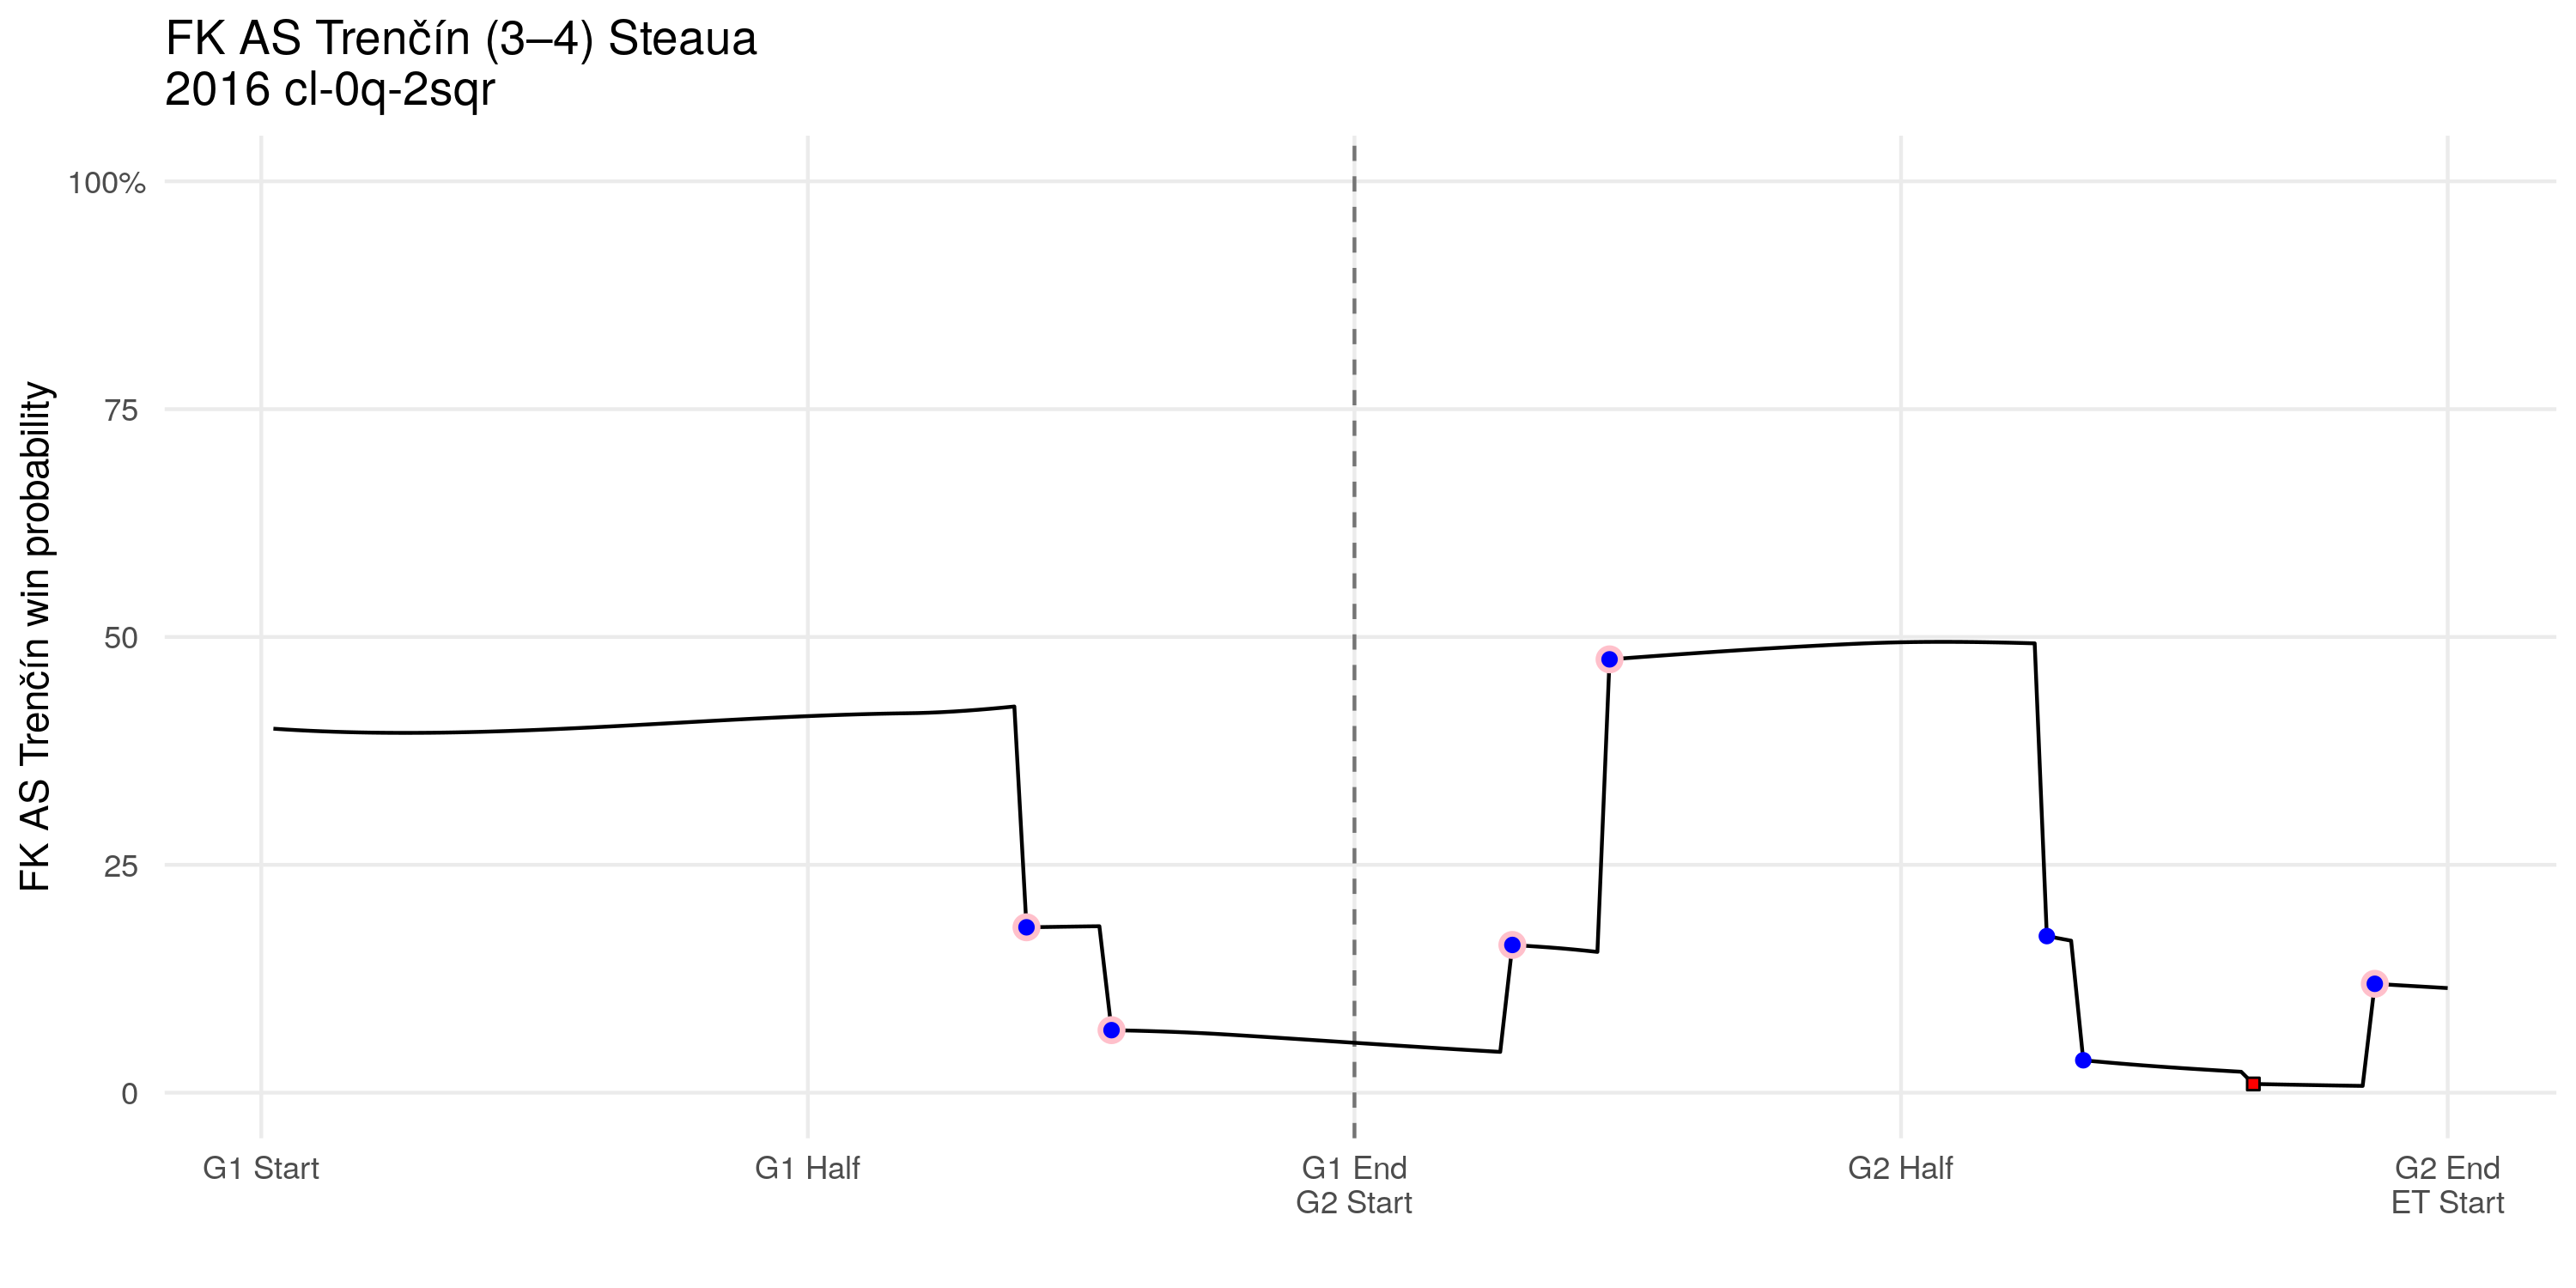 FK AS Trenčín (3–4) Steaua
2016 cl-0q-2sqr
FK AS Trenčín win probability
100%
75
50
25
0
G1 Start
G1 Half
G1 End
G2 Start
G2 Half
G2 End
ET Start